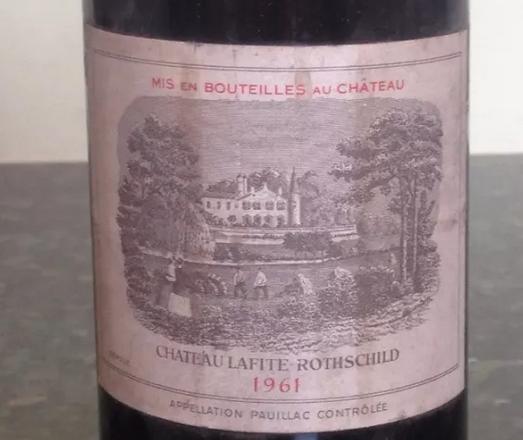 MIS EN BOUTEILLES AU CHÂTEAU
CHATEAU LAFITE-ROTHSCHILD
1961
APPELLATION PAUILLAC CONTRÔLÉE